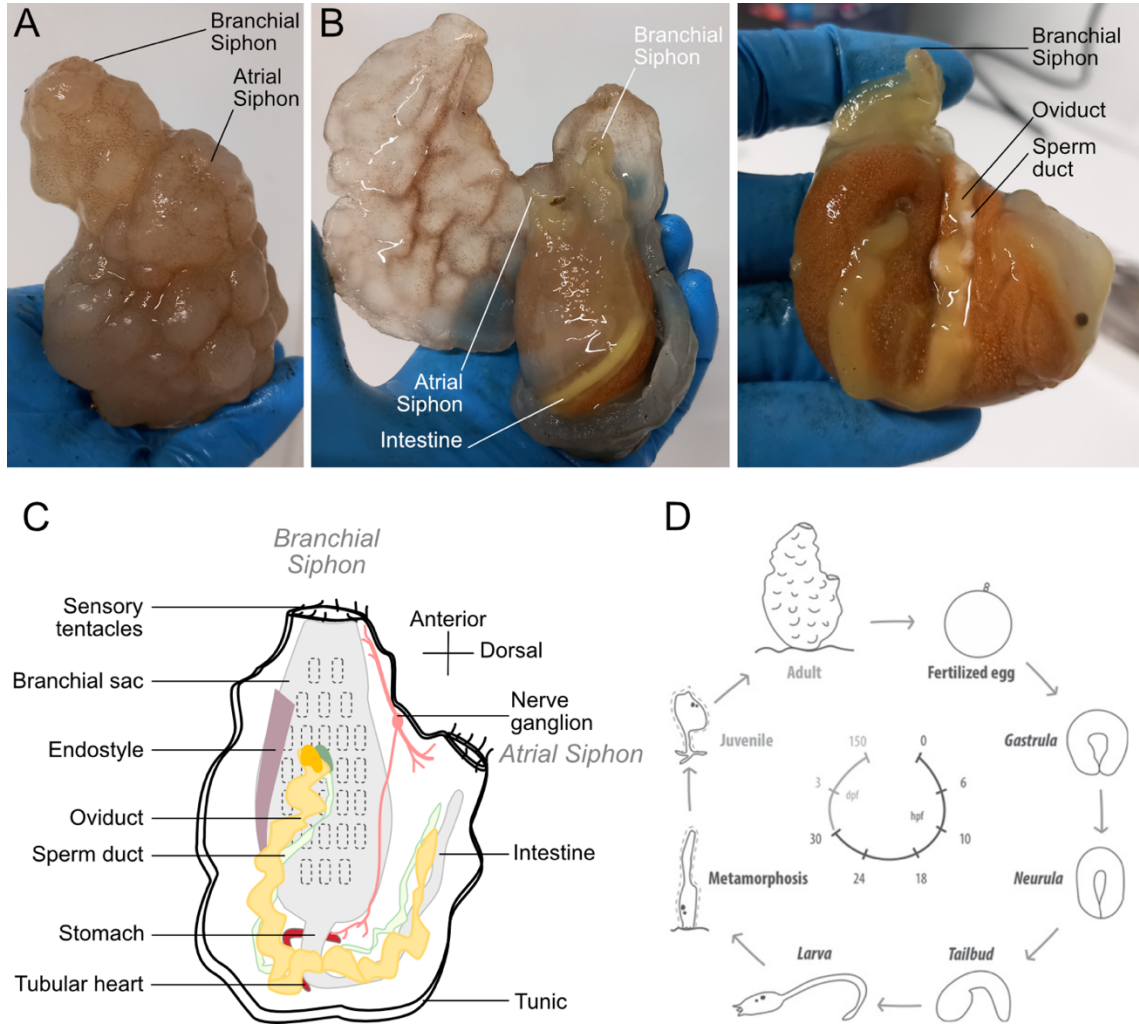 A
Branchial
Siphon
Atrial
Siphon
B
Branchial
Siphon
Atrial
Siphon
Intestine
Branchial
Siphon
Oviduct
Sperm
duct
C
Branchial
Siphon
Sensory
tentacles
Anterior
Dorsal
Branchial sac
Nerve
ganglion
Endostyle
Atrial Siphon
Oviduct
Sperm duct
Intestine
Stomach
Tubular heart
Tunic
D
Adult
Fertilized egg
Juvenile
Gastrula
150
0
3
dpf
6
hpf
30
10
24
18
Metamorphosis
Neurula
Larva
Tailbud